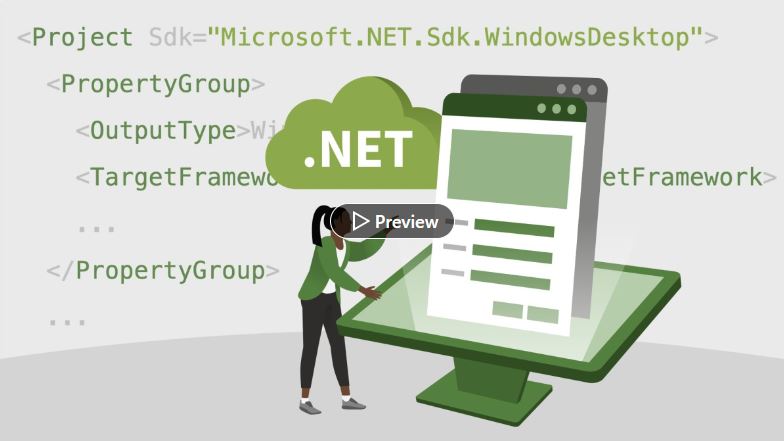 <Project Sdk="Microsoft.NET.Sdk.WindowsDesktop">
<PropertyGroup>
<OutputType>Wi
.NET
<TargetFramewo etFramework>
Preview
...
</PropertyGroup>
...